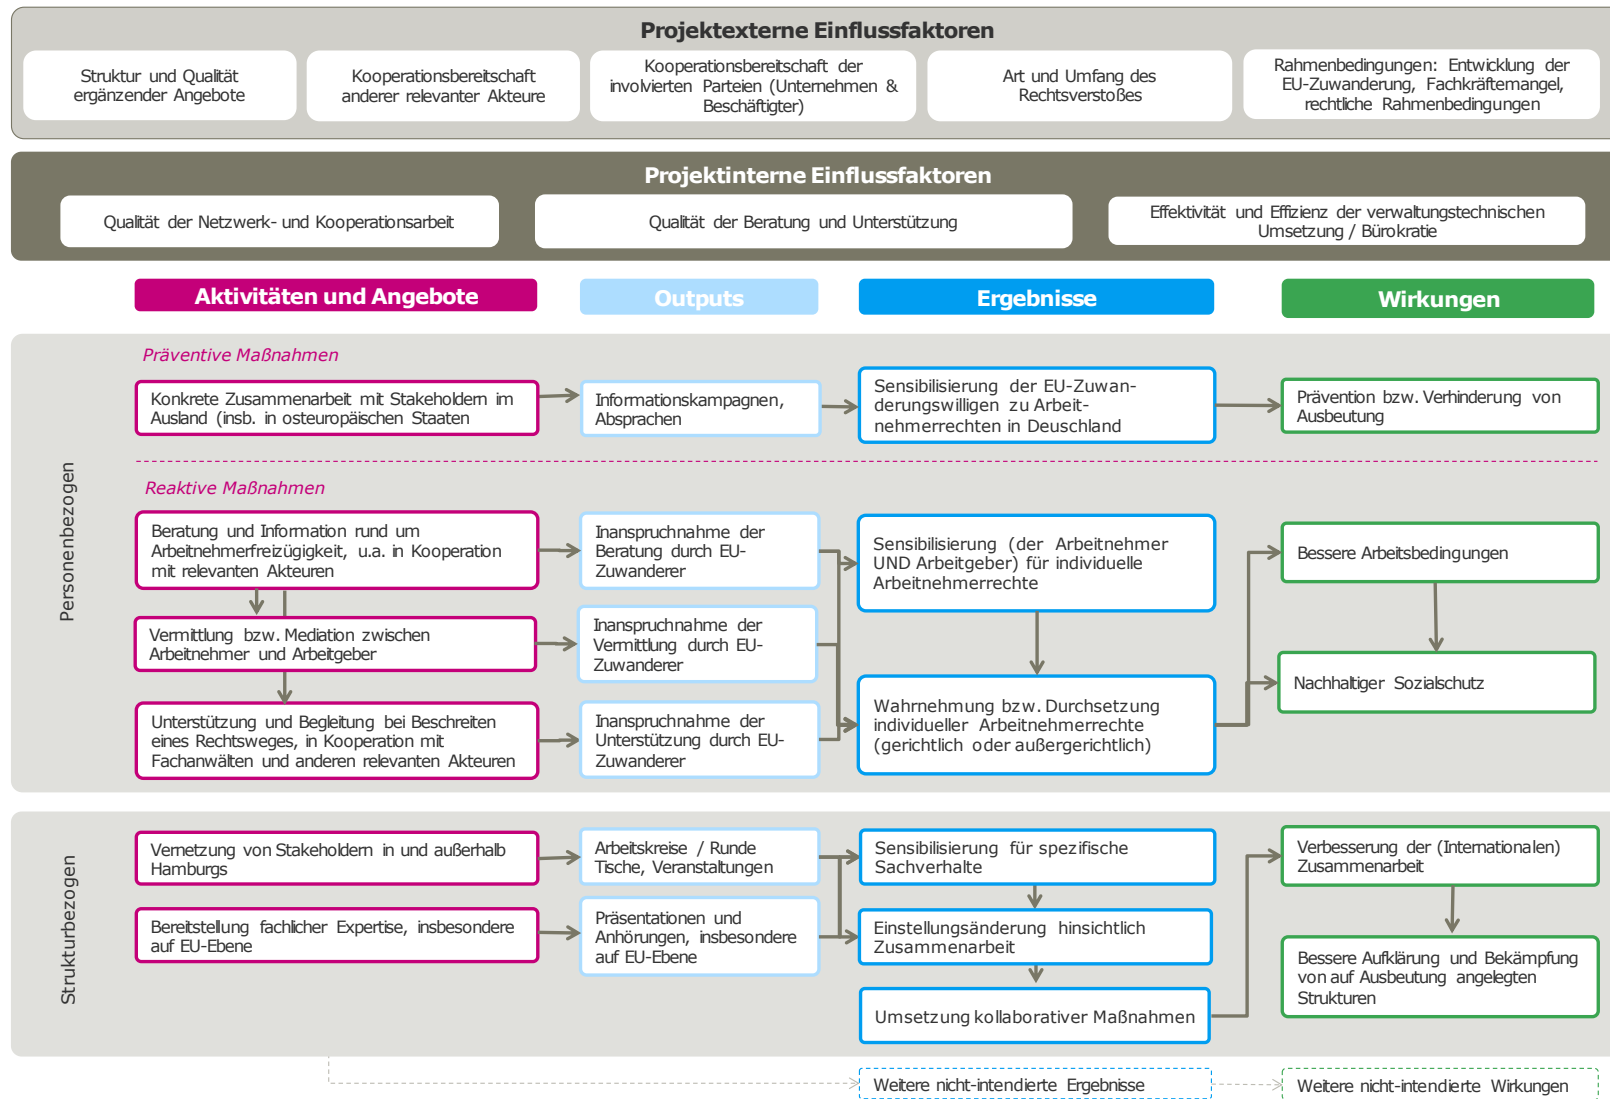 Projektexterne Einflussfaktoren
Struktur und Qualität
ergänzender Angebote
Kooperationsbereitschaft
anderer relevanter Akteure
Kooperationsbereitschaft der
involvierten Parteien (Unternehmen &
Beschäftigter)
Art und Umfang des
Rechtsverstoßes
Rahmenbedingungen: Entwicklung der
EU-Zuwanderung, Fachkräftemangel,
rechtliche Rahmenbedingungen
Projektinterne Einflussfaktoren
Qualität der Netzwerk- und Kooperationsarbeit
Qualität der Beratung und Unterstützung
Effektivität und Effizienz der verwaltungstechnischen
Umsetzung / Bürokratie
Aktivitäten und Angebote
Outputs
Ergebnisse
Wirkungen
Personenbezogen
Präventive Maßnahmen
Konkrete Zusammenarbeit mit Stakeholdern im
Ausland (insb. in osteuropäischen Staaten
Informationskampagnen,
Absprachen
Sensibilisierung der EU-Zuwan-
derungswilligen zu Arbeit-
nehmerrechten in Deuschland
Prävention bzw. Verhinderung von
Ausbeutung
Reaktive Maßnahmen
Beratung und Information rund um
Arbeitnehmerfreizügigkeit, u.a. in Kooperation
mit relevanten Akteuren
Inanspruchnahme der
Beratung durch EU-
Zuwanderer
Sensibilisierung (der Arbeitnehmer
UND Arbeitgeber) für individuelle
Arbeitnehmerrechte
Bessere Arbeitsbedingungen
Vermittlung bzw. Mediation zwischen
Arbeitnehmer und Arbeitgeber
Inanspruchnahme der
Vermittlung durch EU-
Zuwanderer
Nachhaltiger Sozialschutz
Unterstützung und Begleitung bei Beschreiten
eines Rechtsweges, in Kooperation mit
Fachanwälten und anderen relevanten Akteuren
Inanspruchnahme der
Unterstützung durch EU-
Zuwanderer
Wahrnehmung bzw. Durchsetzung
individueller Arbeitnehmerrechte
(gerichtlich oder außergerichtlich)
Strukturbezogen
Vernetzung von Stakeholdern in und außerhalb
Hamburgs
Arbeitskreise / Runde
Tische, Veranstaltungen
Sensibilisierung für spezifische
Sachverhalte
Verbesserung der (Internationalen)
Zusammenarbeit
Bereitstellung fachlicher Expertise, insbesondere
auf EU-Ebene
Präsentationen und
Anhörungen, insbesondere
auf EU-Ebene
Einstellungsänderung hinsichtlich
Zusammenarbeit
Bessere Aufklärung und Bekämpfung
von auf Ausbeutung angelegten
Strukturen
Umsetzung kollaborativer Maßnahmen
Weitere nicht-intendierte Ergebnisse
Weitere nicht-intendierte Wirkungen